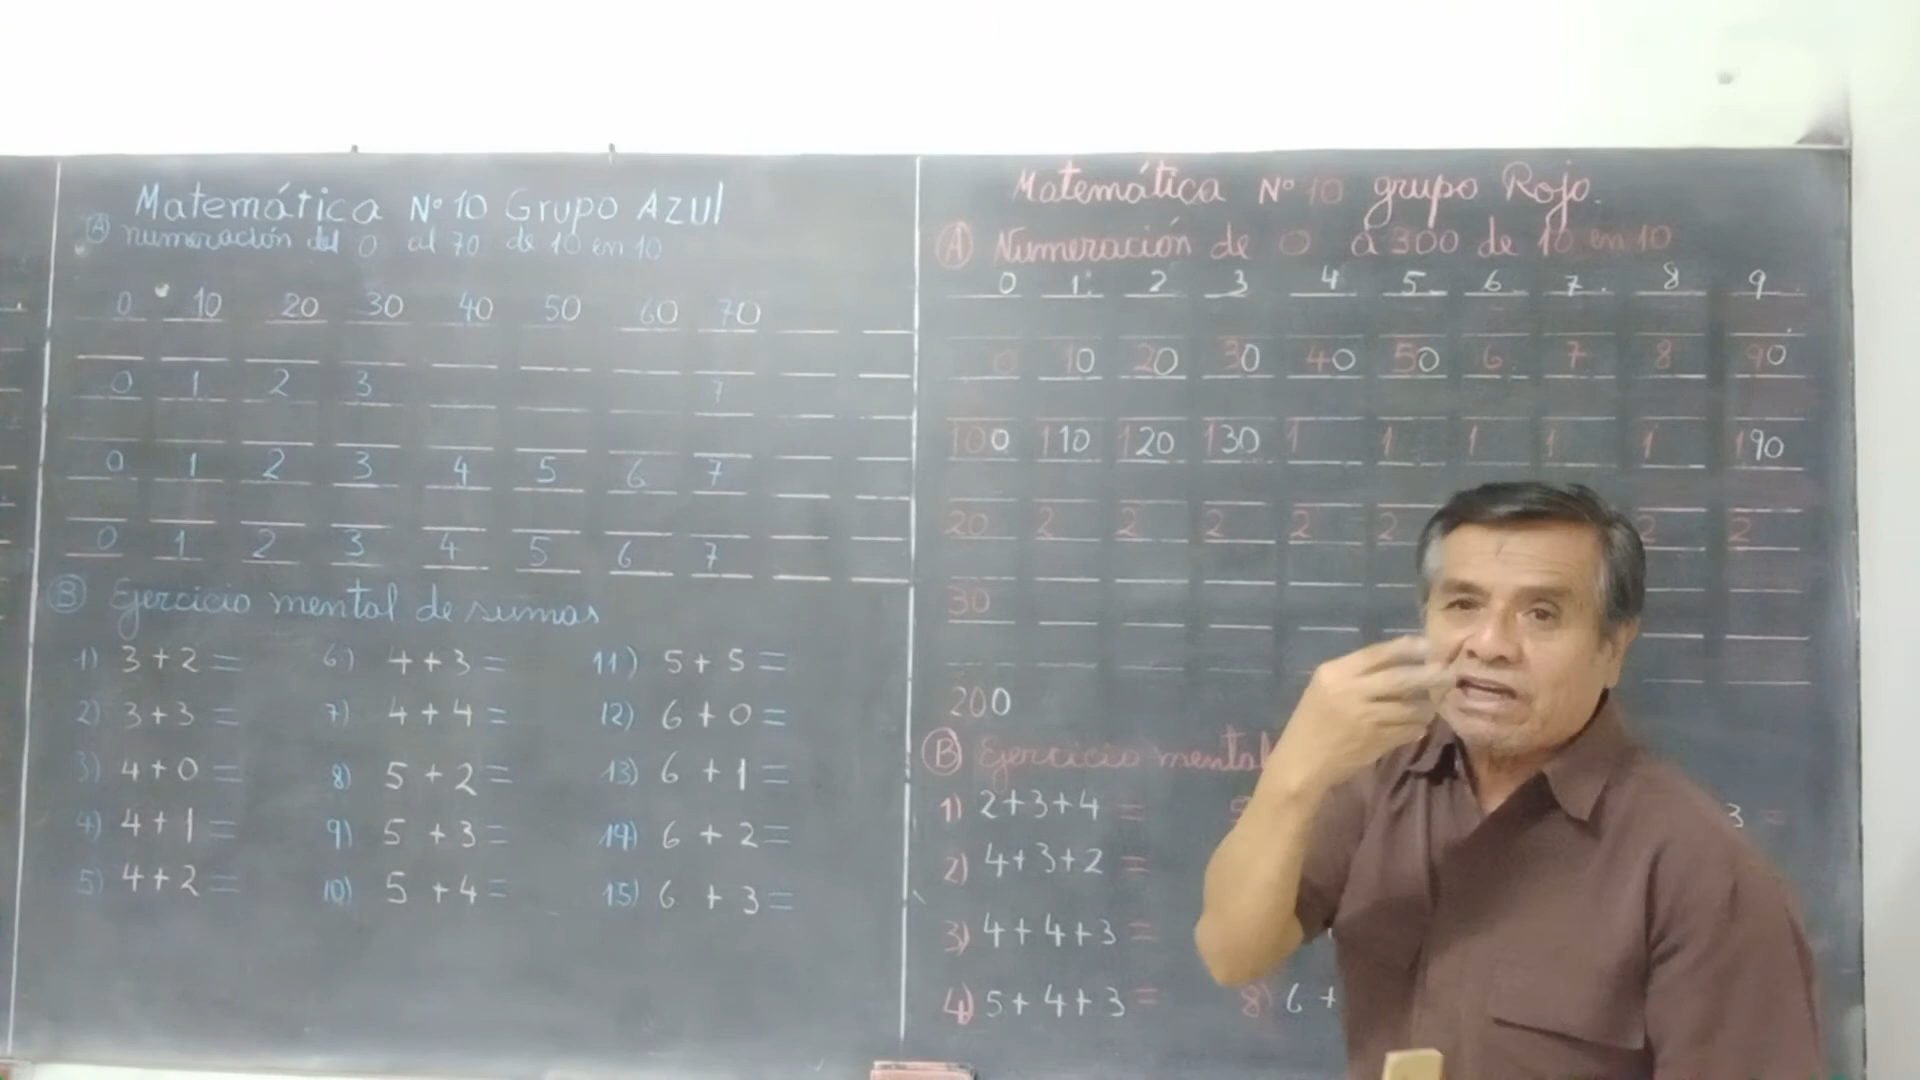 Matemática Nº 10 Grupo AZUl
(A) numeración del 0 al 70 de 10 en 10
0 10 20 30 40 50 60 70
0 1 2 3 7
0 1 2 3 4 5 6 7
0 1 2 3 4 5 6 7
(B) Ejercicio mental de sumas
1) 3+2= 6) 4+3= 11) 5+5=
2) 3+3= 7) 4+4= 12) 6+0=
3) 4+0= 8) 5+2= 13) 6+1=
4) 4+1= 9) 5+3= 14) 6+2=
5) 4+2= 10) 5+4= 15) 6+3=
Matemática Nº 10 grupo Rojo.
(A) Numeración de 0 a 300 de 10 en 10
0 1 2 3 4 5 6 7 8 9
0 10 20 30 40 50 6 7 8 90
100 110 120 130 1 1 1 1 1 190
20 2 2 2 2 2 2 2
30
200
(B) Ejercicio mental
1) 2+3+4= 3=
2) 4+3+2=
3) 4+4+3=
4) 5+4+3= 8) 6+